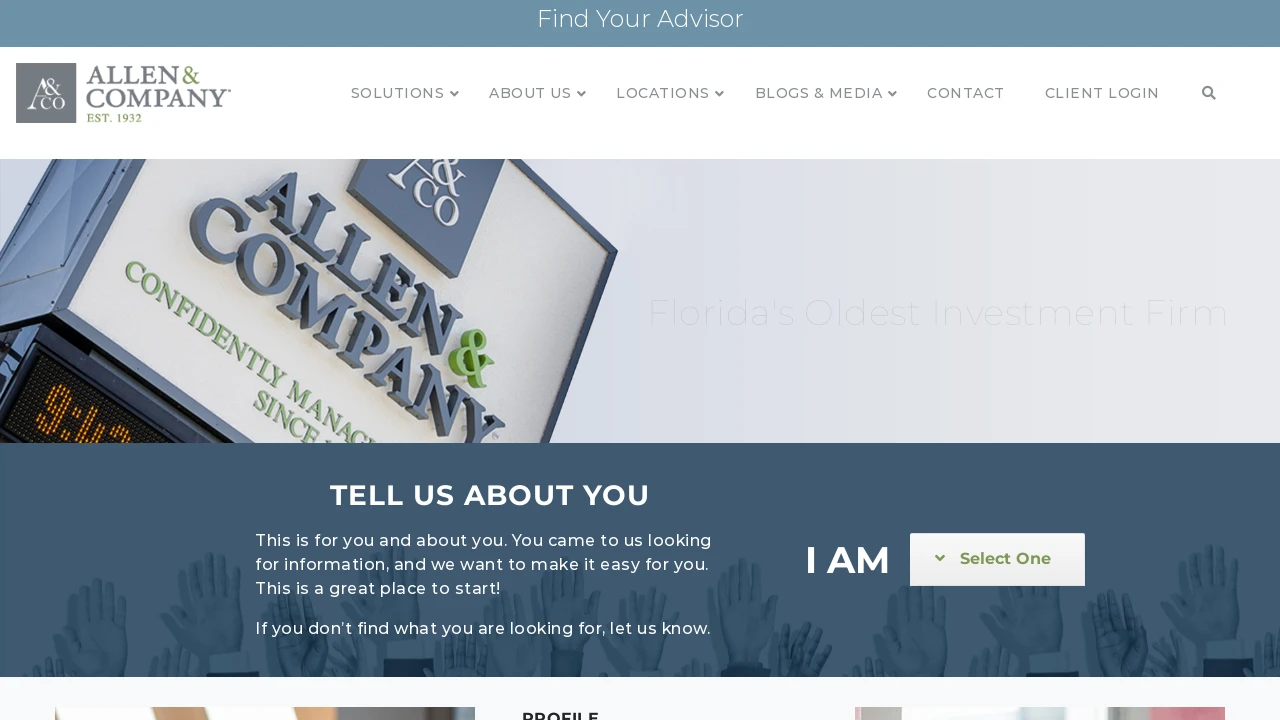 Find Your Advisor
A& CO
ALLEN&
COMPANY
EST. 1932
SOLUTIONS
ABOUT US
LOCATIONS
BLOGS & MEDIA
CONTACT
CLIENT LOGIN
A&
CO
ALLEN&
COMPANY
CONFIDENTLY
SINCE
Florida's Oldest Investment Firm
TELL US ABOUT YOU
This is for you and about you. You came to us looking
for information, and we want to make it easy for you.
This is a great place to start!
If you don’t find what you are looking for, let us know.
I AM
Select One
PROFILE